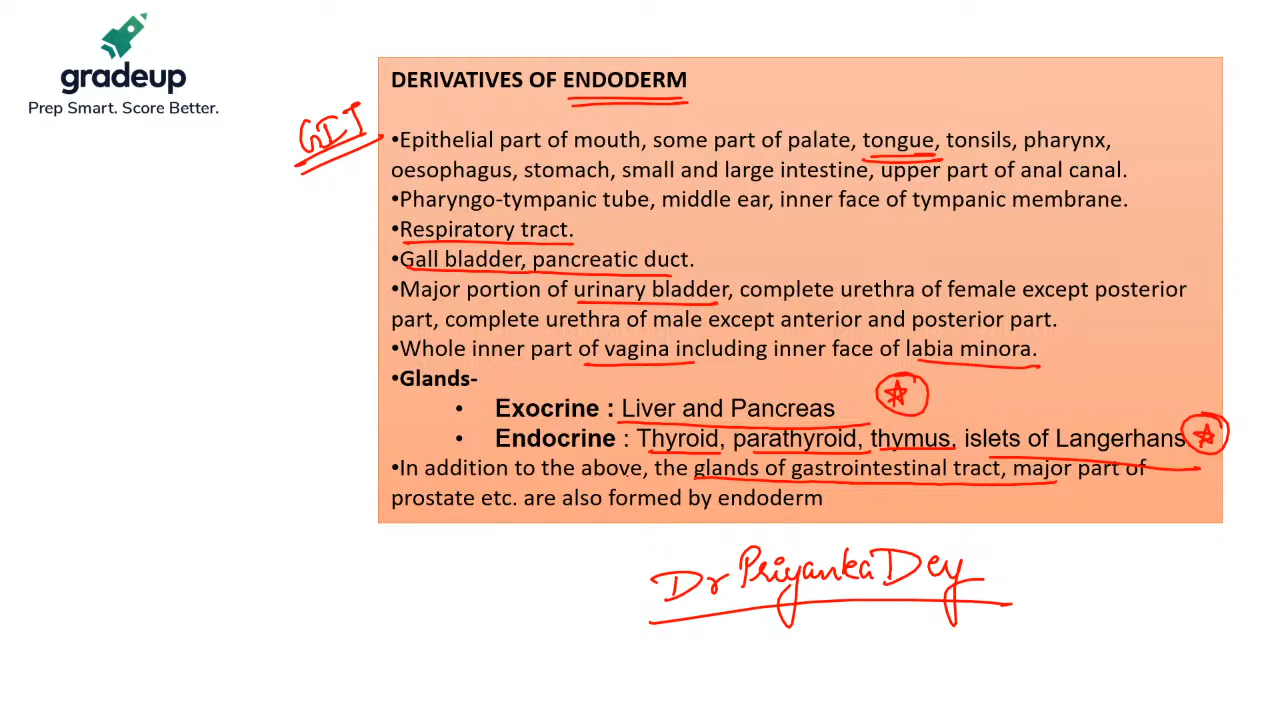 gradeup
Prep Smart. Score Better.
DERIVATIVES OF ENDODERM
GIT
•Epithelial part of mouth, some part of palate, tongue, tonsils, pharynx,
oesophagus, stomach, small and large intestine, upper part of anal canal.
•Pharyngo-tympanic tube, middle ear, inner face of tympanic membrane.
•Respiratory tract.
•Gall bladder, pancreatic duct.
•Major portion of urinary bladder, complete urethra of female except posterior
part, complete urethra of male except anterior and posterior part.
•Whole inner part of vagina including inner face of labia minora.
•Glands-
• Exocrine : Liver and Pancreas
• Endocrine : Thyroid, parathyroid, thymus, islets of Langerhans
•In addition to the above, the glands of gastrointestinal tract, major part of
prostate etc. are also formed by endoderm
Dr Priyanka Dey